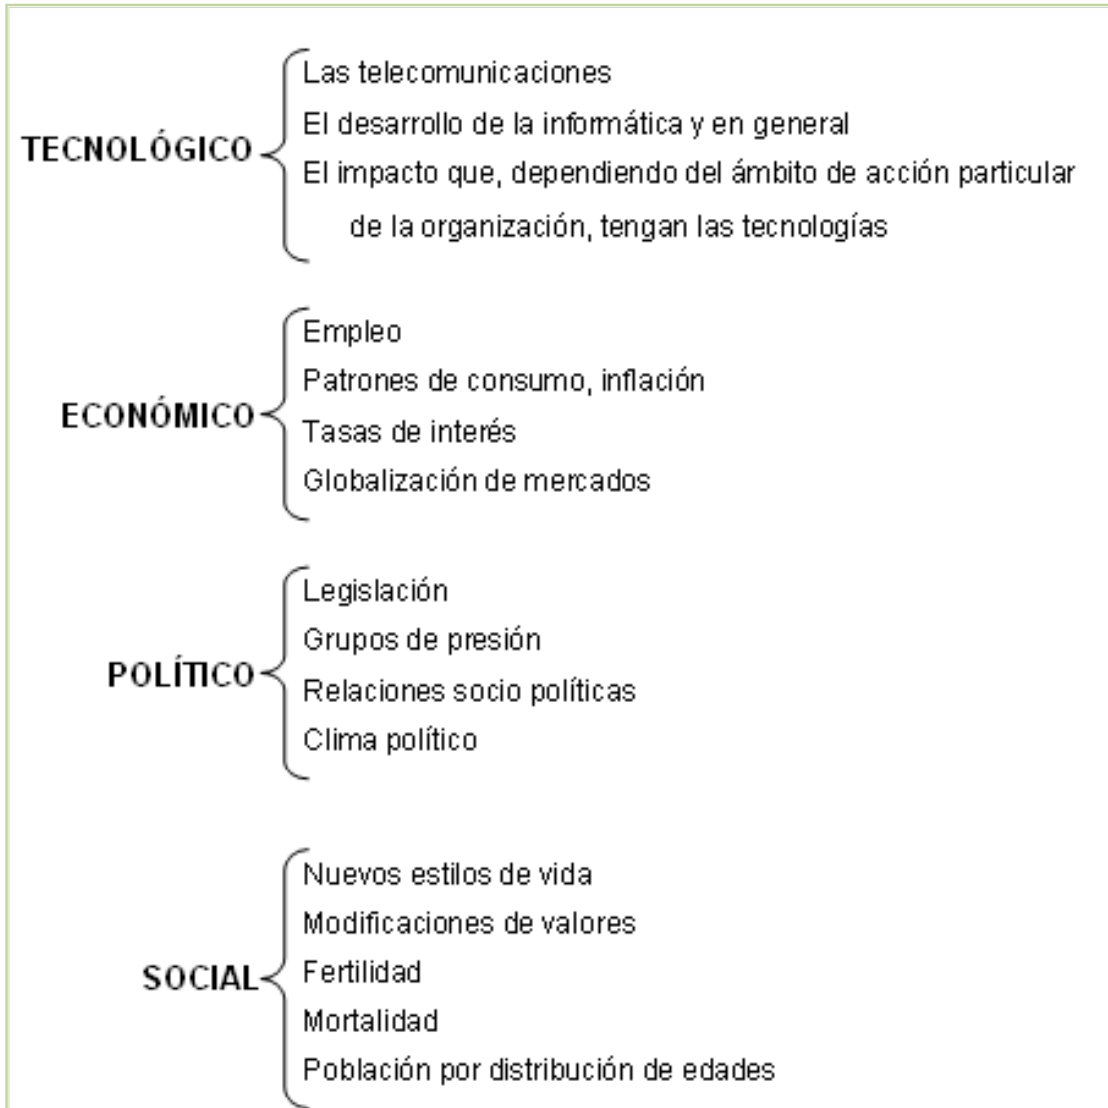 TECNOLÓGICO
Las telecomunicaciones
El desarrollo de la informática y en general
El impacto que, dependiendo del ámbito de acción particular
de la organización, tengan las tecnologías
ECONÓMICO
Empleo
Patrones de consumo, inflación
Tasas de interés
Globalización de mercados
POLÍTICO
Legislación
Grupos de presión
Relaciones socio políticas
Clima político
SOCIAL
Nuevos estilos de vida
Modificaciones de valores
Fertilidad
Mortalidad
Población por distribución de edades